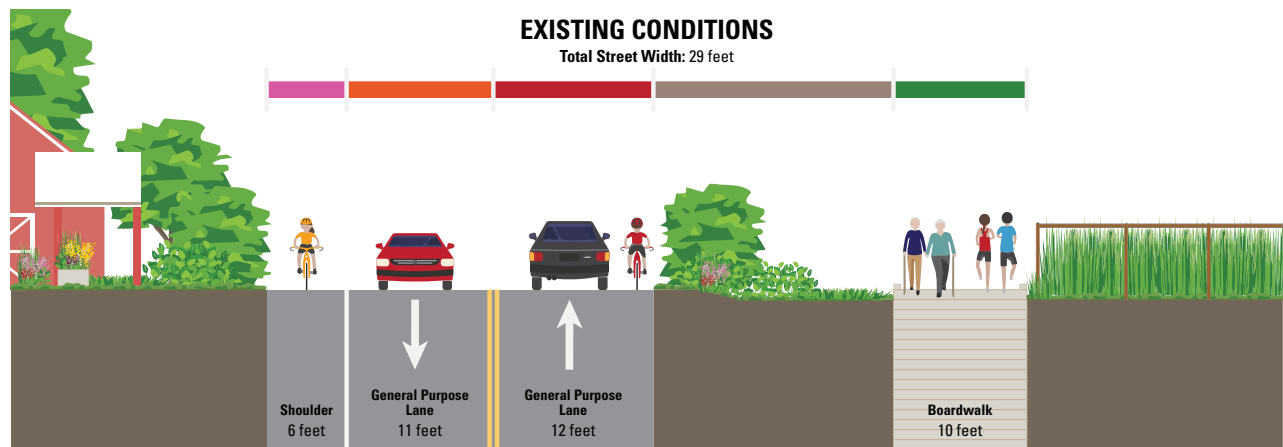 EXISTING CONDITIONS
Total Street Width: 29 feet
Shoulder
6 feet
General Purpose
Lane
11 feet
General Purpose
Lane
12 feet
Boardwalk
10 feet